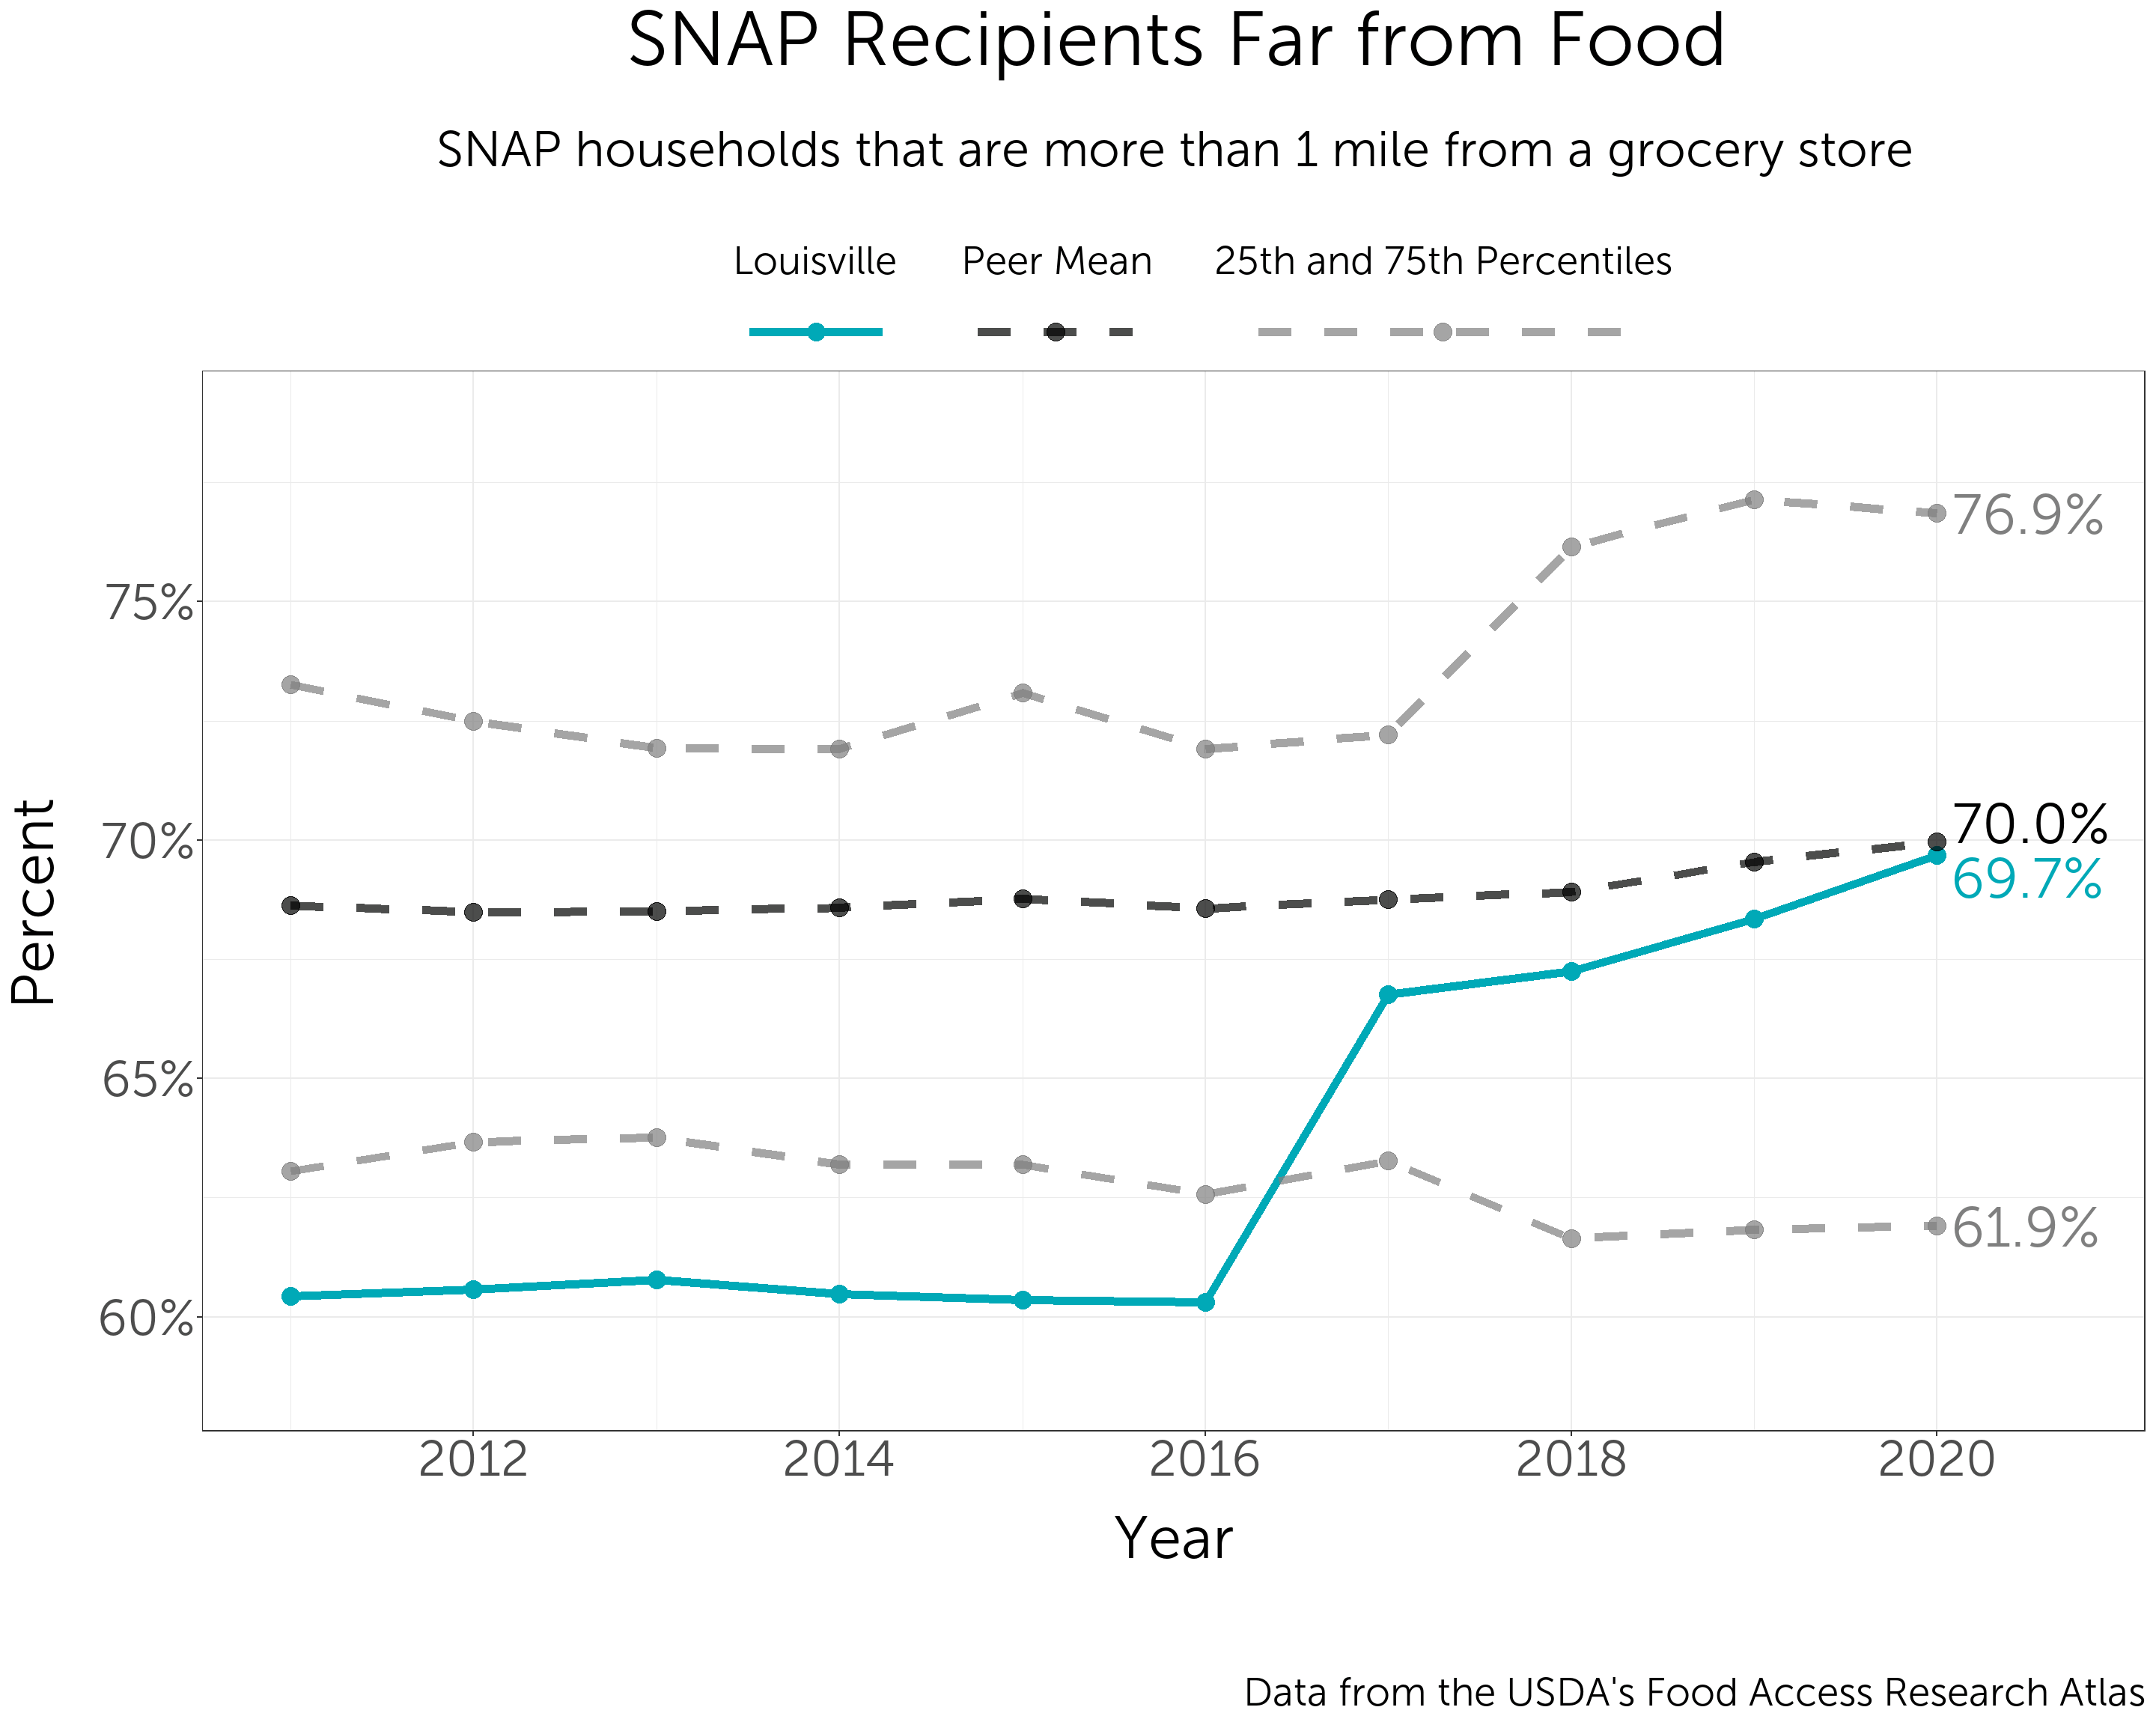 SNAP Recipients Far from Food
SNAP households that are more than 1 mile from a grocery store
Louisville Peer Mean 25th and 75th Percentiles
76.9%
75%
70.0%
70%
69.7%
65%
61.9%
60%
Percent
2012 2014 2016 2018 2020
Year
Data from the USDA's Food Access Research Atlas